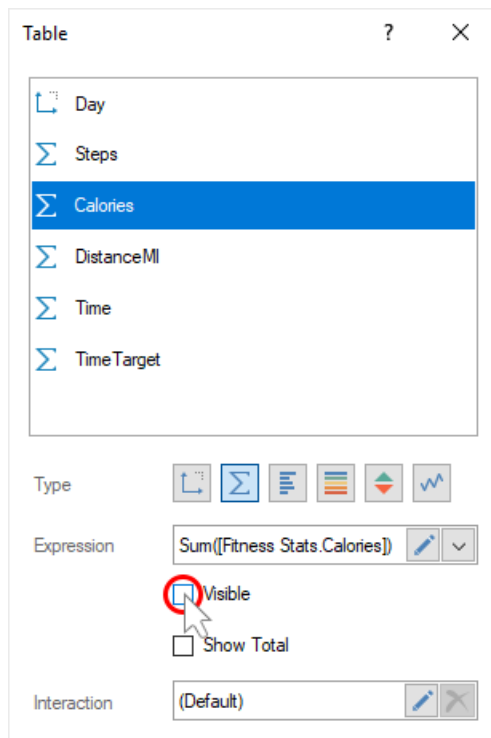 Table ?
Day
Steps
Calories
DistanceMI
Time
TimeTarget
Type
Expression Sum([Fitness Stats.Calories])
Visible
Show Total
Interaction (Default)